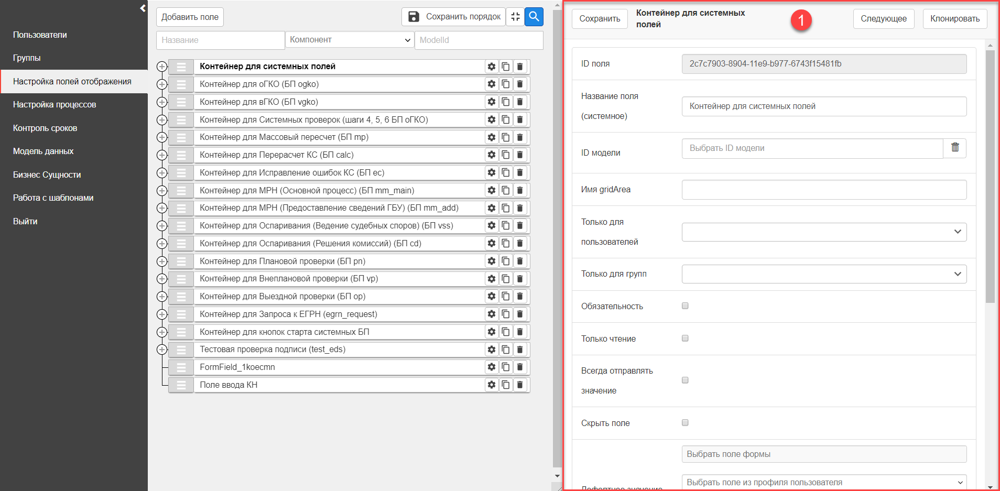 Пользователи
Группы
Настройка полей отображения
Настройка процессов
Контроль сроков
Модель данных
Бизнес Сущности
Работа с шаблонами
Выйти
Добавить поле
Сохранить порядок
Название
Компонент
ModelId
Контейнер для системных полей
Контейнер для оГКО (БП ogko)
Контейнер для вГКО (БП vgko)
Контейнер для Системных проверок (шаги 4, 5, 6 БП оГКО)
Контейнер для Массовый пересчет (БП mp)
Контейнер для Перерасчет КС (БП calc)
Контейнер для Исправление ошибок КС (БП ec)
Контейнер для МРН (Основной процесс) (БП mm_main)
Контейнер для МРН (Предоставление сведений ГБУ) (БП mm_add)
Контейнер для Оспаривания (Ведение судебных споров) (БП vss)
Контейнер для Оспаривания (Решения комиссий) (БП cd)
Контейнер для Плановой проверки (БП pn)
Контейнер для Внеплановой проверки (БП vp)
Контейнер для Выездной проверки (БП op)
Контейнер для Запроса к ЕГРН (egrn_request)
Контейнер для кнопок старта системных БП
Тестовая проверка подписи (test_eds)
FormField_1koecmn
Поле ввода КН
Сохранить
Контейнер для системных
полей
1
Следующее
Клонировать
ID поля
2c7c7903-8904-11e9-b977-6743f15481fb
Название поля
(системное)
Контейнер для системных полей
ID модели
Выбрать ID модели
Имя gridArea
Только для
пользователей
Только для групп
Обязательность
Только чтение
Всегда отправлять
значение
Скрыть поле
Выбрать поле формы
Выбрать поле из профиля пользователя
Дефолтное значение